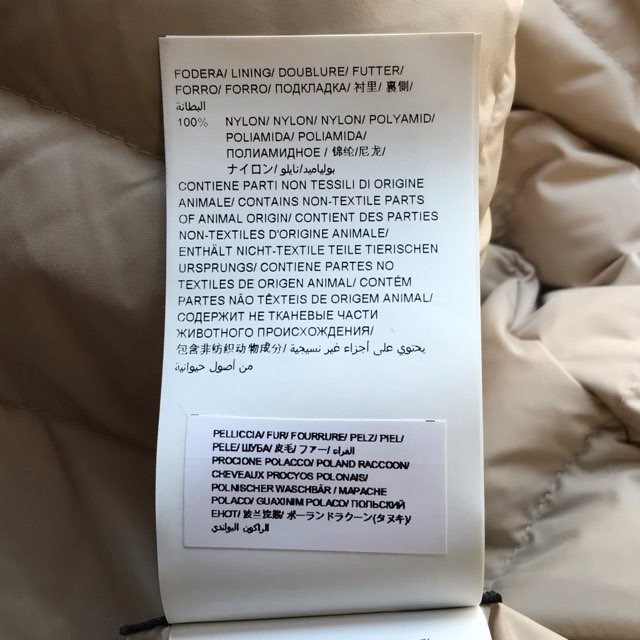 FODERA/ LINING/ DOUBLURE/ FUTTER/
FORRO/ FORRO/ ПОДКЛАДКА/ 衬里/ 裏側/
البطانة
100% NYLON/ NYLON/ NYLON/ POLYAMID/
POLIAMIDA/ POLIAMIDA/
ПОЛИАМИДНОЕ / 锦纶/尼龙/
ナイロン/ بولياميد/نايلو
CONTIENE PARTI NON TESSILI DI ORIGINE
ANIMALE/ CONTAINS NON-TEXTILE PARTS
OF ANIMAL ORIGIN/ CONTIENT DES PARTIES
NON-TEXTILES D'ORIGINE ANIMALE/
ENTHÄLT NICHT-TEXTILE TEILE TIERISCHEN
URSPRUNGS/ CONTIENE PARTES NO
TEXTILES DE ORIGEN ANIMAL/ CONTÉM
PARTES NÃO TÊXTEIS DE ORIGEM ANIMAL/
СОДЕРЖИТ НЕ ТКАНЕВЫЕ ЧАСТИ
ЖИВОТНОГО ПРОИСХОЖДЕНИЯ/
包含非纺织动物成分/ يحتوي على أجزاء غير نسيجية
من أصول حيوانية
PELLICCIA/ FUR/ FOURRURE/ PELZ/ PIEL/
PELE/ ШУБА/ 皮毛/ ファー/ الفراء/
PROCIONE POLACCO/ POLAND RACCOON/
CHEVAUX PROCYOS POLONAIS/
POLNISCHER WASCHBÄR / MAPACHE
POLACO/ GUAXINIM POLACO/ ПОЛЬСКИЙ
ЕНОТ/ 波兰浣熊/ ポーランドラクーン(タヌキ)/
الراكون البولندي